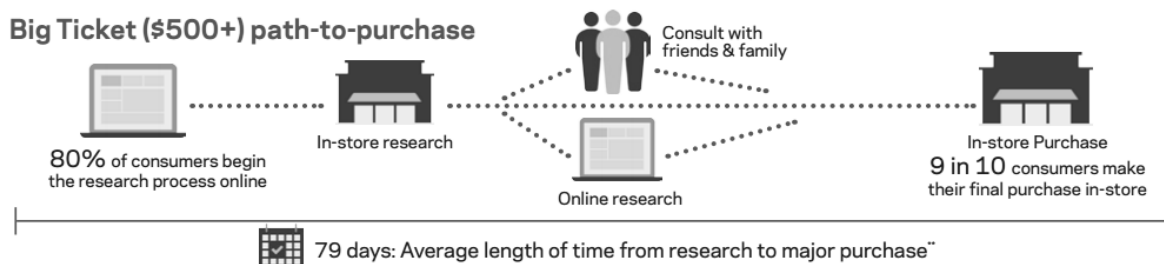 Big Ticket ($500+) path-to-purchase
80% of consumers begin
the research process online
In-store research
Consult with
friends & family
Online research
In-store Purchase
9 in 10 consumers make
their final purchase in-store
79 days: Average length of time from research to major purchase¨